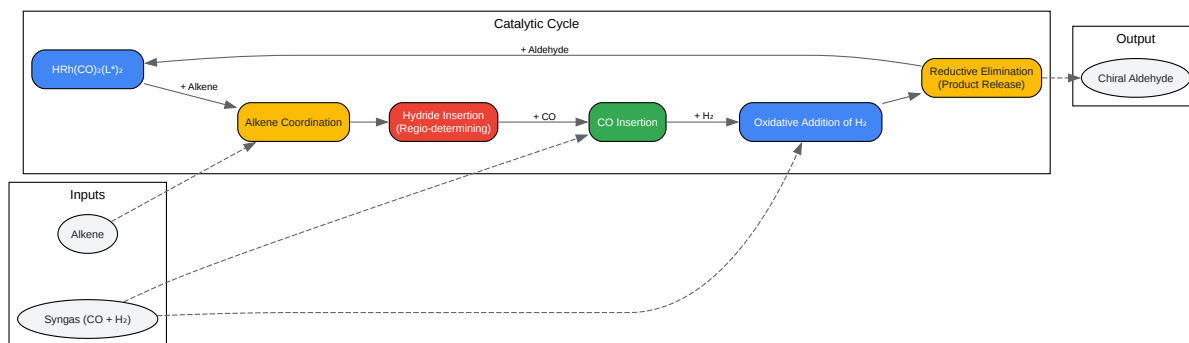 Catalytic Cycle
Output
+ Aldehyde
HRh(CO)₂(L*)₂
Reductive Elimination
(Product Release)
Chiral Aldehyde
+ Alkene
Alkene Coordination
Hydride Insertion
(Regio-determining)
+ CO
CO Insertion
+ H₂
Oxidative Addition of H₂
Inputs
Alkene
Syngas (CO + H₂)